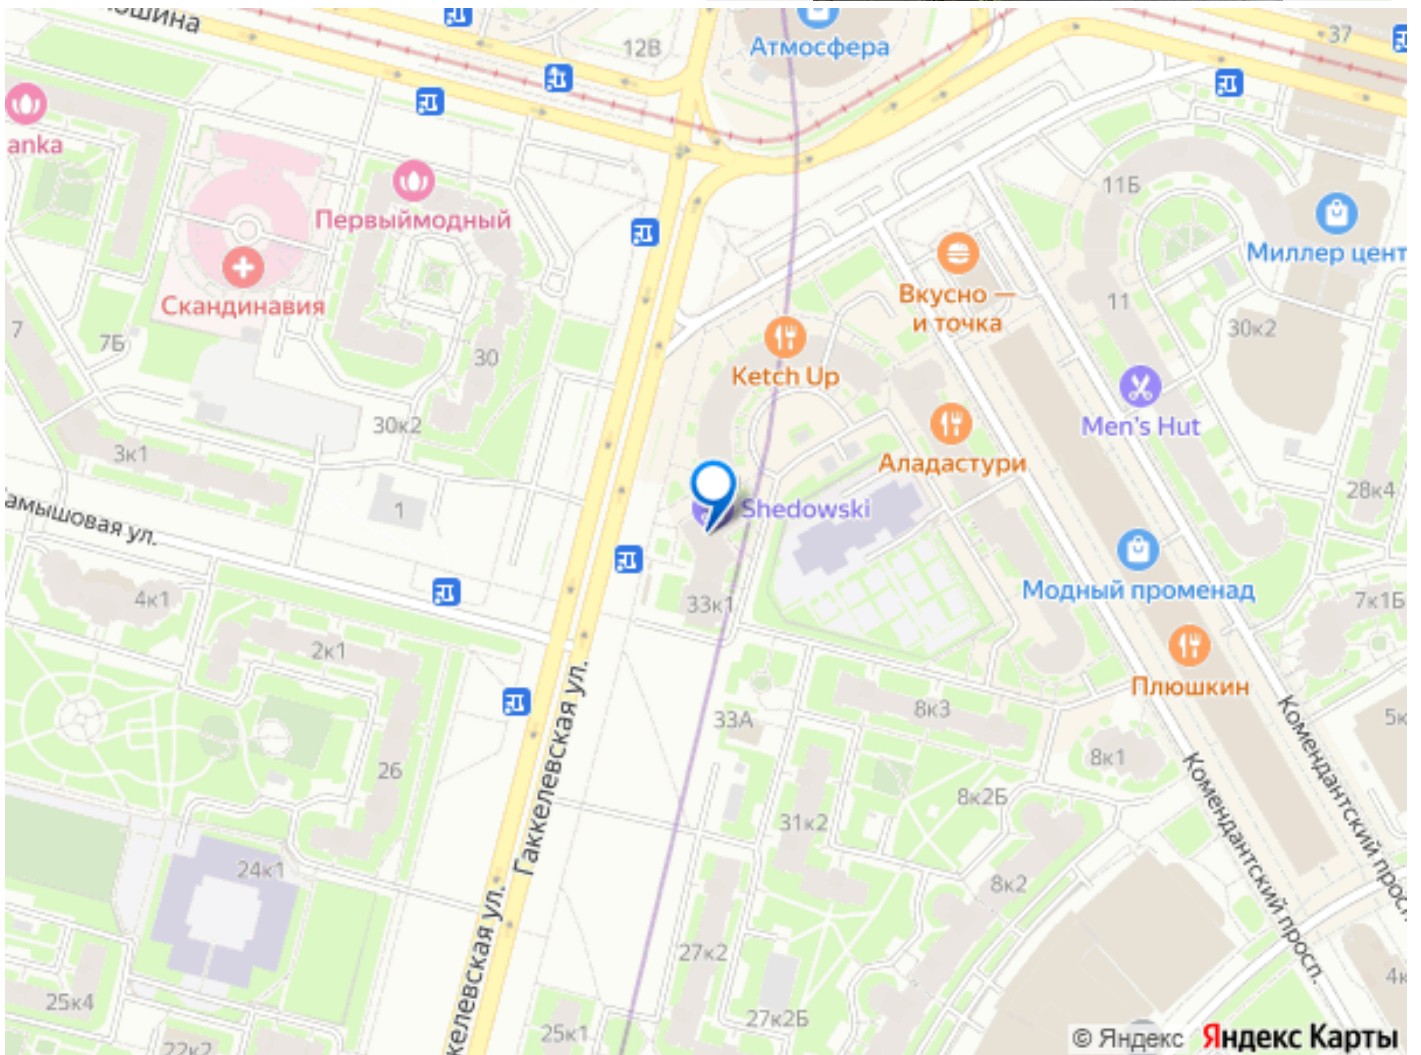 ошина
12В
Атмосфера
37
anka
Первыймодный
11Б
Миллер цент
Скандинавия
Вкусно —
и точка
11
30к2
7
7Б
30
Ketch Up
Men's Hut
30к2
3к1
Аладастури
28к4
амышовая ул.
1
Shedowski
Модный променад
4к1
33к1
7к1Б
2к1
Плюшкин
Гаккелевская ул.
33А
8к3
Комендантский просп.
5к
26
8к1
Комендантский просп.
8к2Б
31к2
24к1
8к2
келевская ул.
27к2
4к
25к4
27к2Б
25к1
22к2
© Яндекс Яндекс Карты